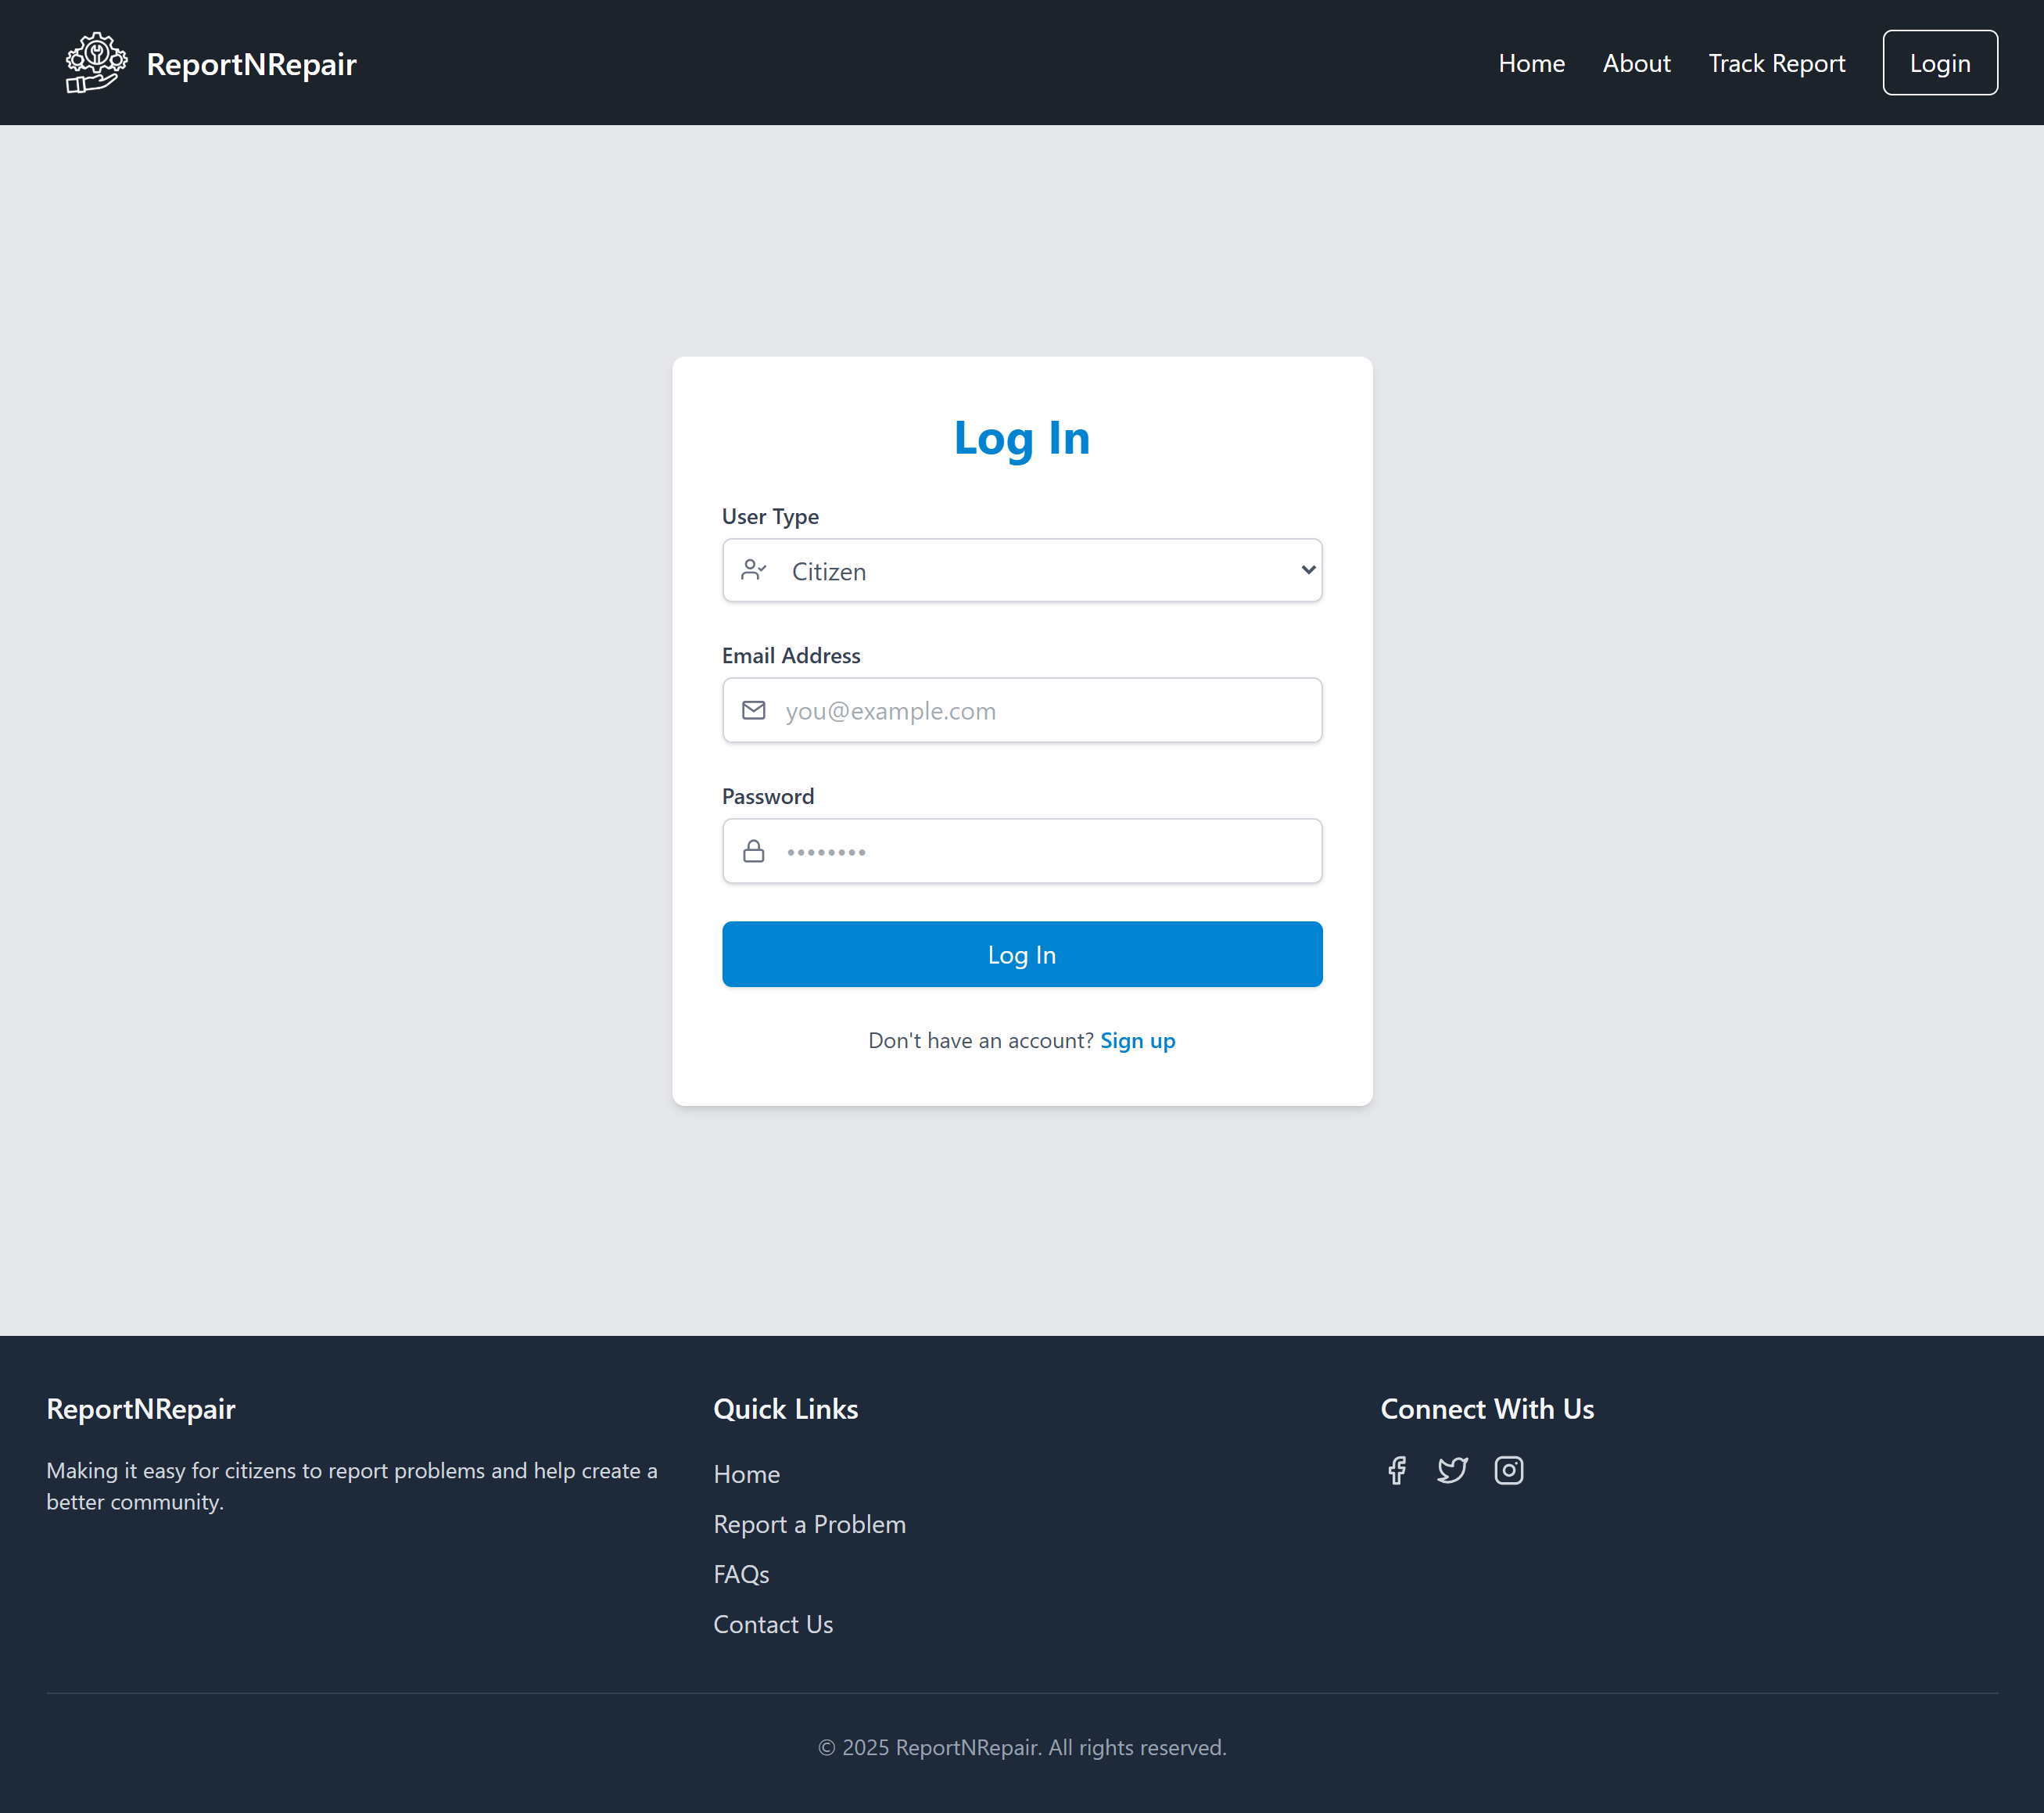 ReportNRepair
Home
About
Track Report
Login
Log In
User Type
Citizen
Email Address
you@example.com
Password
••••••••
Log In
Don't have an account? Sign up
ReportNRepair
Making it easy for citizens to report problems and help create a
better community.
Quick Links
Home
Report a Problem
FAQs
Contact Us
Connect With Us
© 2025 ReportNRepair. All rights reserved.